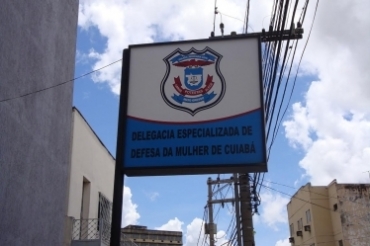 DELEGACIA ESPECIALIZADA DE
DEFESA DA MULHER DE CUIABÁ